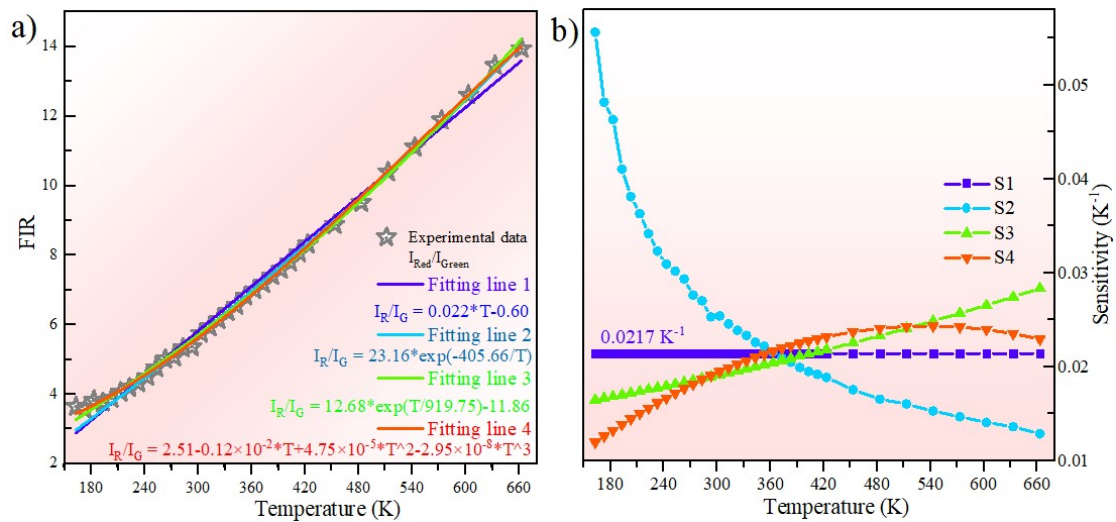 a)
14
12
10
8
6
4
2
FIR
180
240
300
360
420
480
540
600
660
Temperature (K)
Experimental data
I_Red/I_Green
Fitting line 1
I_R/I_G = 0.022*T-0.60
Fitting line 2
I_R/I_G = 23.16*exp(-405.66/T)
Fitting line 3
I_R/I_G = 12.68*exp(T/919.75)-11.86
Fitting line 4
I_R/I_G = 2.51-0.12×10⁻²*T+4.75×10⁻⁵*T^2-2.95×10⁻⁸*T^3
b)
S1
S2
S3
S4
0.0217 K⁻¹
0.05
0.04
0.03
0.02
0.01
Sensitivity (K⁻¹)
180
240
300
360
420
480
540
600
660
Temperature (K)